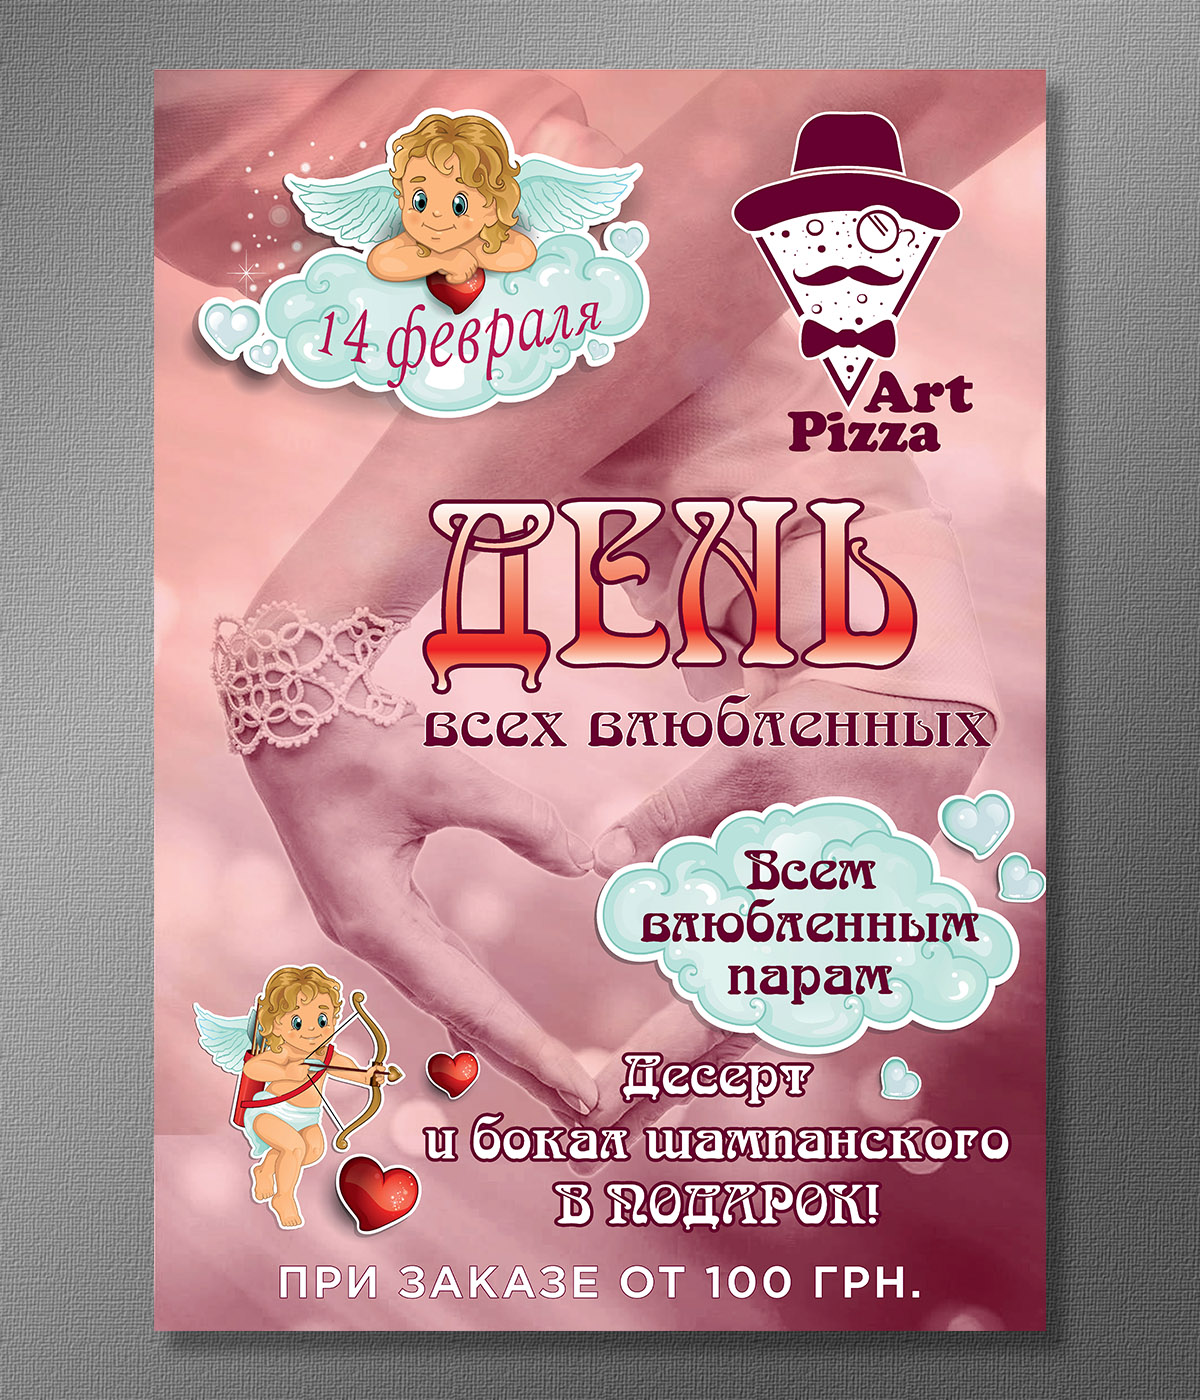 14 февраля
Art
Pizza
ДЕНЬ
всех влюбленных
Всем
влюбленным
парам
Десерт
и бокал шампанского
В ПОДАРОК!
ПРИ ЗАКАЗЕ ОТ 100 ГРН.